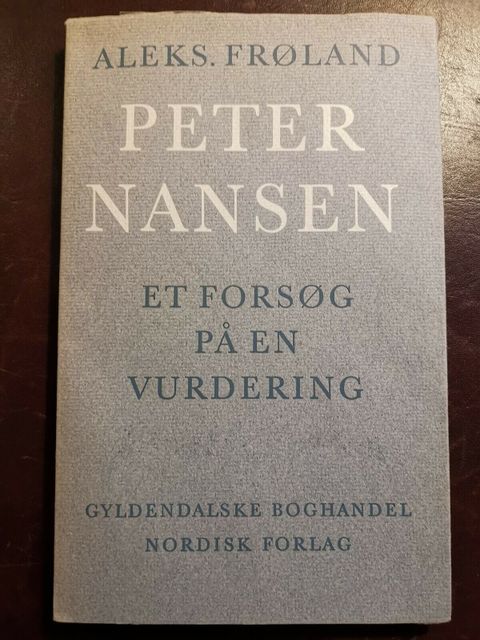 ALEKS. FRØLAND
PETER
NANSEN
ET FORSØG
PÅ EN
VURDERING
GYLDENDALSKE BOGHANDEL
NORDISK FORLAG